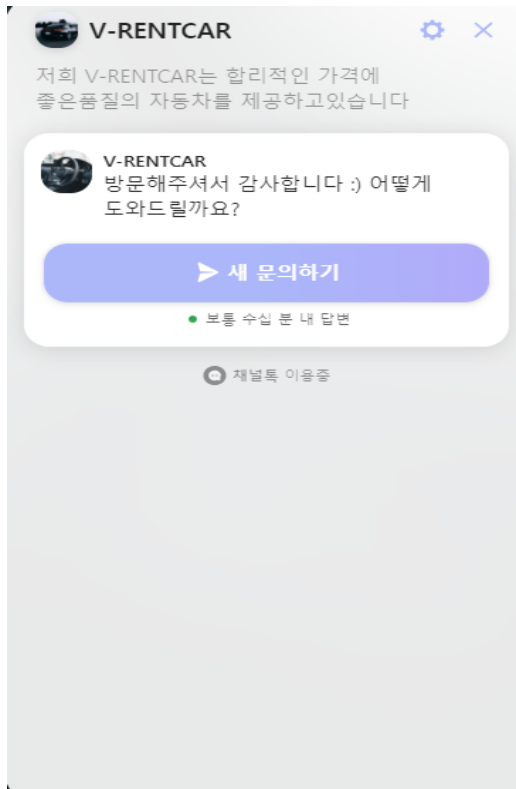 V-RENTCAR
저희 V-RENTCAR는 합리적인 가격에
좋은품질의 자동차를 제공하고있습니다
V-RENTCAR
방문해주셔서 감사합니다 :) 어떻게
도와드릴까요?
새 문의하기
보통 수십 분 내 답변
채널톡 이용중